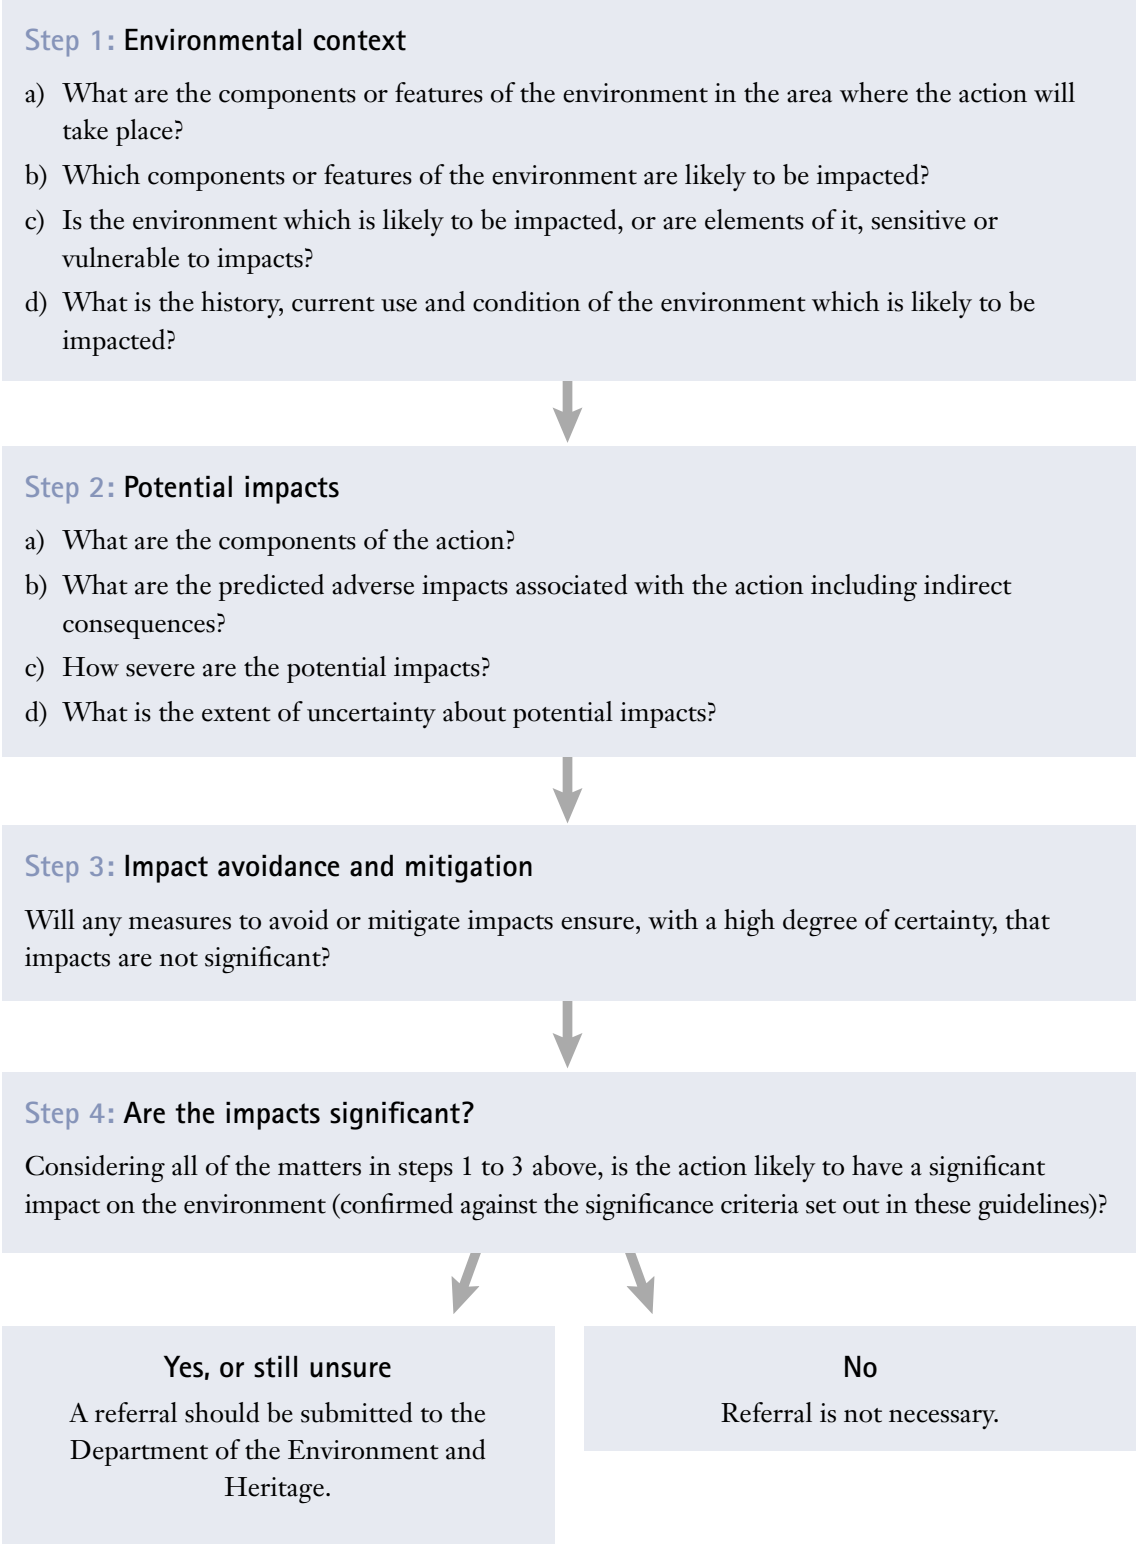 Step 1: Environmental context
a) What are the components or features of the environment in the area where the action will
take place?
b) Which components or features of the environment are likely to be impacted?
c) Is the environment which is likely to be impacted, or are elements of it, sensitive or
vulnerable to impacts?
d) What is the history, current use and condition of the environment which is likely to be
impacted?
Step 2: Potential impacts
a) What are the components of the action?
b) What are the predicted adverse impacts associated with the action including indirect
consequences?
c) How severe are the potential impacts?
d) What is the extent of uncertainty about potential impacts?
Step 3: Impact avoidance and mitigation
Will any measures to avoid or mitigate impacts ensure, with a high degree of certainty, that
impacts are not significant?
Step 4: Are the impacts significant?
Considering all of the matters in steps 1 to 3 above, is the action likely to have a significant
impact on the environment (confirmed against the significance criteria set out in these guidelines)?
Yes, or still unsure
A referral should be submitted to the
Department of the Environment and
Heritage.
No
Referral is not necessary.